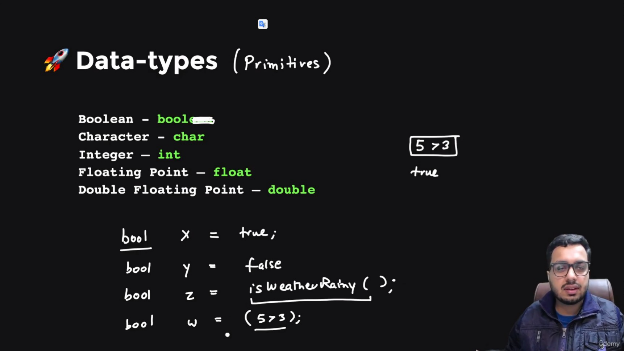 🚀 Data-types (Primitives)
Boolean – bool
Character – char
Integer – int
Floating Point – float
Double Floating Point – double
5 >3
true
bool x = true;
bool y = false
bool z = isWeatherRainy ( );
bool w = (5>3);
ûdemy